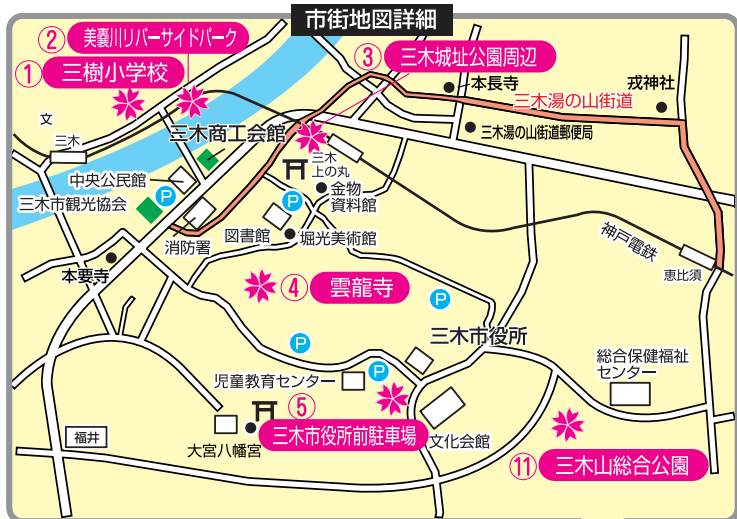 市街地図詳細
② 美嚢川リバーサイドパーク
① 三樹小学校
③ 三木城址公園周辺
本長寺
戎神社
三木湯の山街道
文
三木商工会館
三木湯の山街道郵便局
三木
三木
上の丸
中央公民館
P
金物
資料館
三木市観光協会
P
消防署
図書館
堀光美術館
神戸電鉄
本要寺
恵比須
④ 雲龍寺
P
三木市役所
P
総合保健福祉
センター
児童教育センター
P
⑤
三木市役所前駐車場
福井
大宮八幡宮
文化会館
⑪ 三木山総合公園